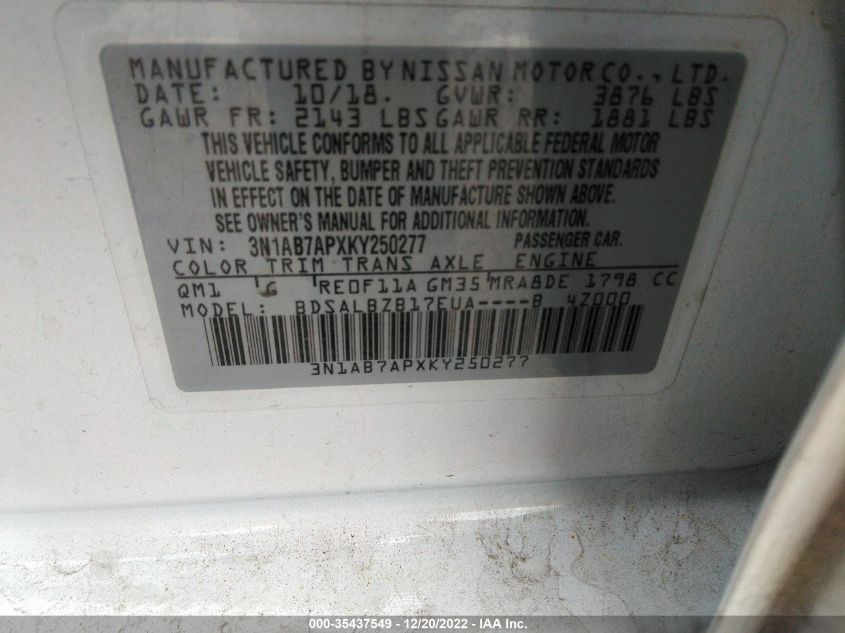 MANUFACTURED BY NISSAN MOTOR CO., LTD.
DATE: 10/18. GVWR: 3876 LBS
GAWR FR: 2143 LBS GAWR RR: 1881 LBS
THIS VEHICLE CONFORMS TO ALL APPLICABLE FEDERAL MOTOR
VEHICLE SAFETY, BUMPER AND THEFT PREVENTION STANDARDS
IN EFFECT ON THE DATE OF MANUFACTURE SHOWN ABOVE.
SEE OWNER'S MANUAL FOR ADDITIONAL INFORMATION.
VIN: 3N1AB7APXKY250277 PASSENGER CAR.
COLOR TRIM TRANS AXLE ENGINE
QM1 G RE0F11A GM35 MRA8DE 1798 CC
MODEL: BDSALBZB17EUA----B 4Z000
3N1AB7APXKY250277
000-35437549 - 12/20/2022 - IAA Inc.